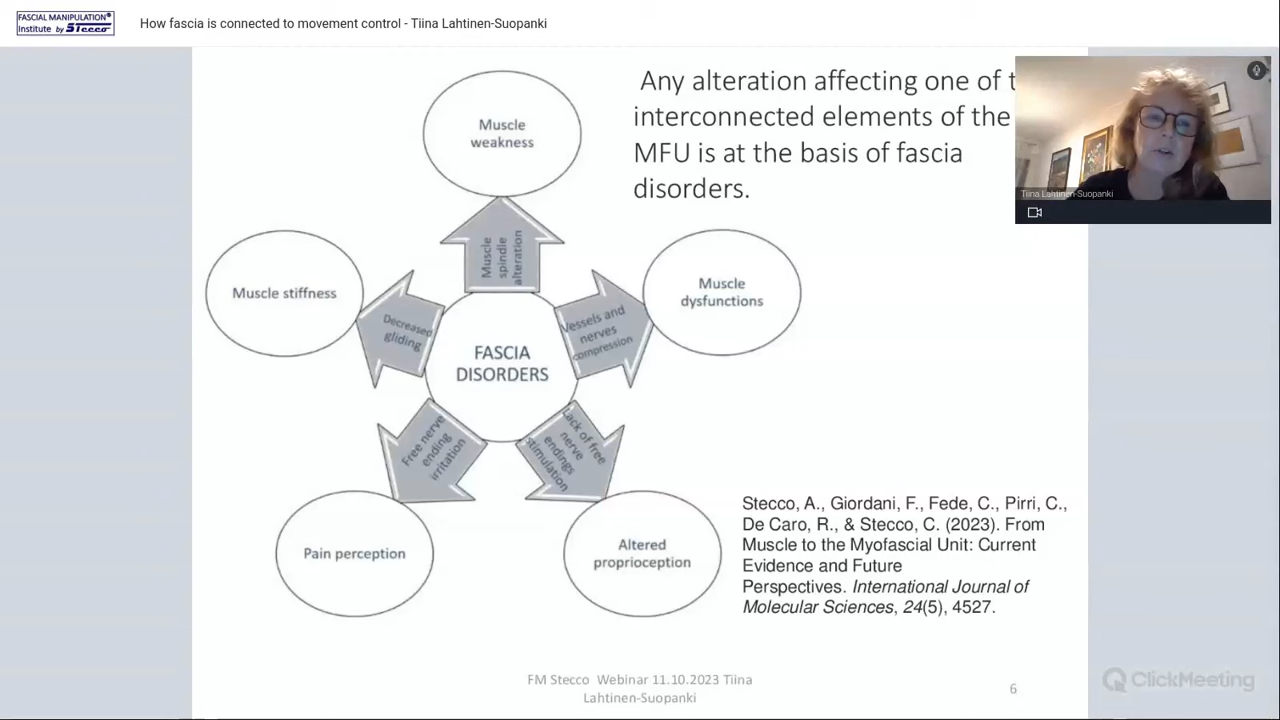 FASCIAL MANIPULATION®
Institute by Stecco
How fascia is connected to movement control - Tiina Lahtinen-Suopanki
Any alteration affecting one of
interconnected elements of the
MFU is at the basis of fascia
disorders.
Tiina Lahtinen-Suopanki
Muscle
weakness
Muscle
spindle
alteration
Muscle stiffness
Decreased
gliding
Vessels and
nerves
compression
Muscle
dysfunctions
FASCIA
DISORDERS
Free nerve
ending
irritation
Lack of free
nerve
endings
stimulation
Pain perception
Altered
proprioception
Stecco, A., Giordani, F., Fede, C., Pirri, C.,
De Caro, R., & Stecco, C. (2023). From
Muscle to the Myofascial Unit: Current
Evidence and Future
Perspectives. International Journal of
Molecular Sciences, 24(5), 4527.
FM Stecco Webinar 11.10.2023 Tiina
Lahtinen-Suopanki
6
ClickMeeting